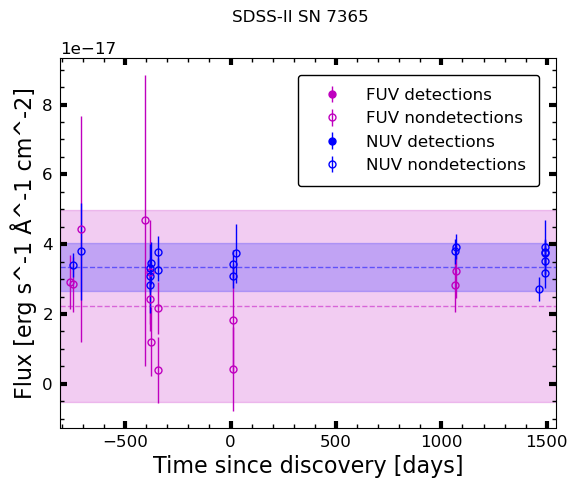 SDSS-II SN 7365
1e−17
FUV detections
FUV nondetections
NUV detections
NUV nondetections
Flux [erg s^-1 Å^-1 cm^-2]
8
6
4
2
0
−500
0
500
1000
1500
Time since discovery [days]